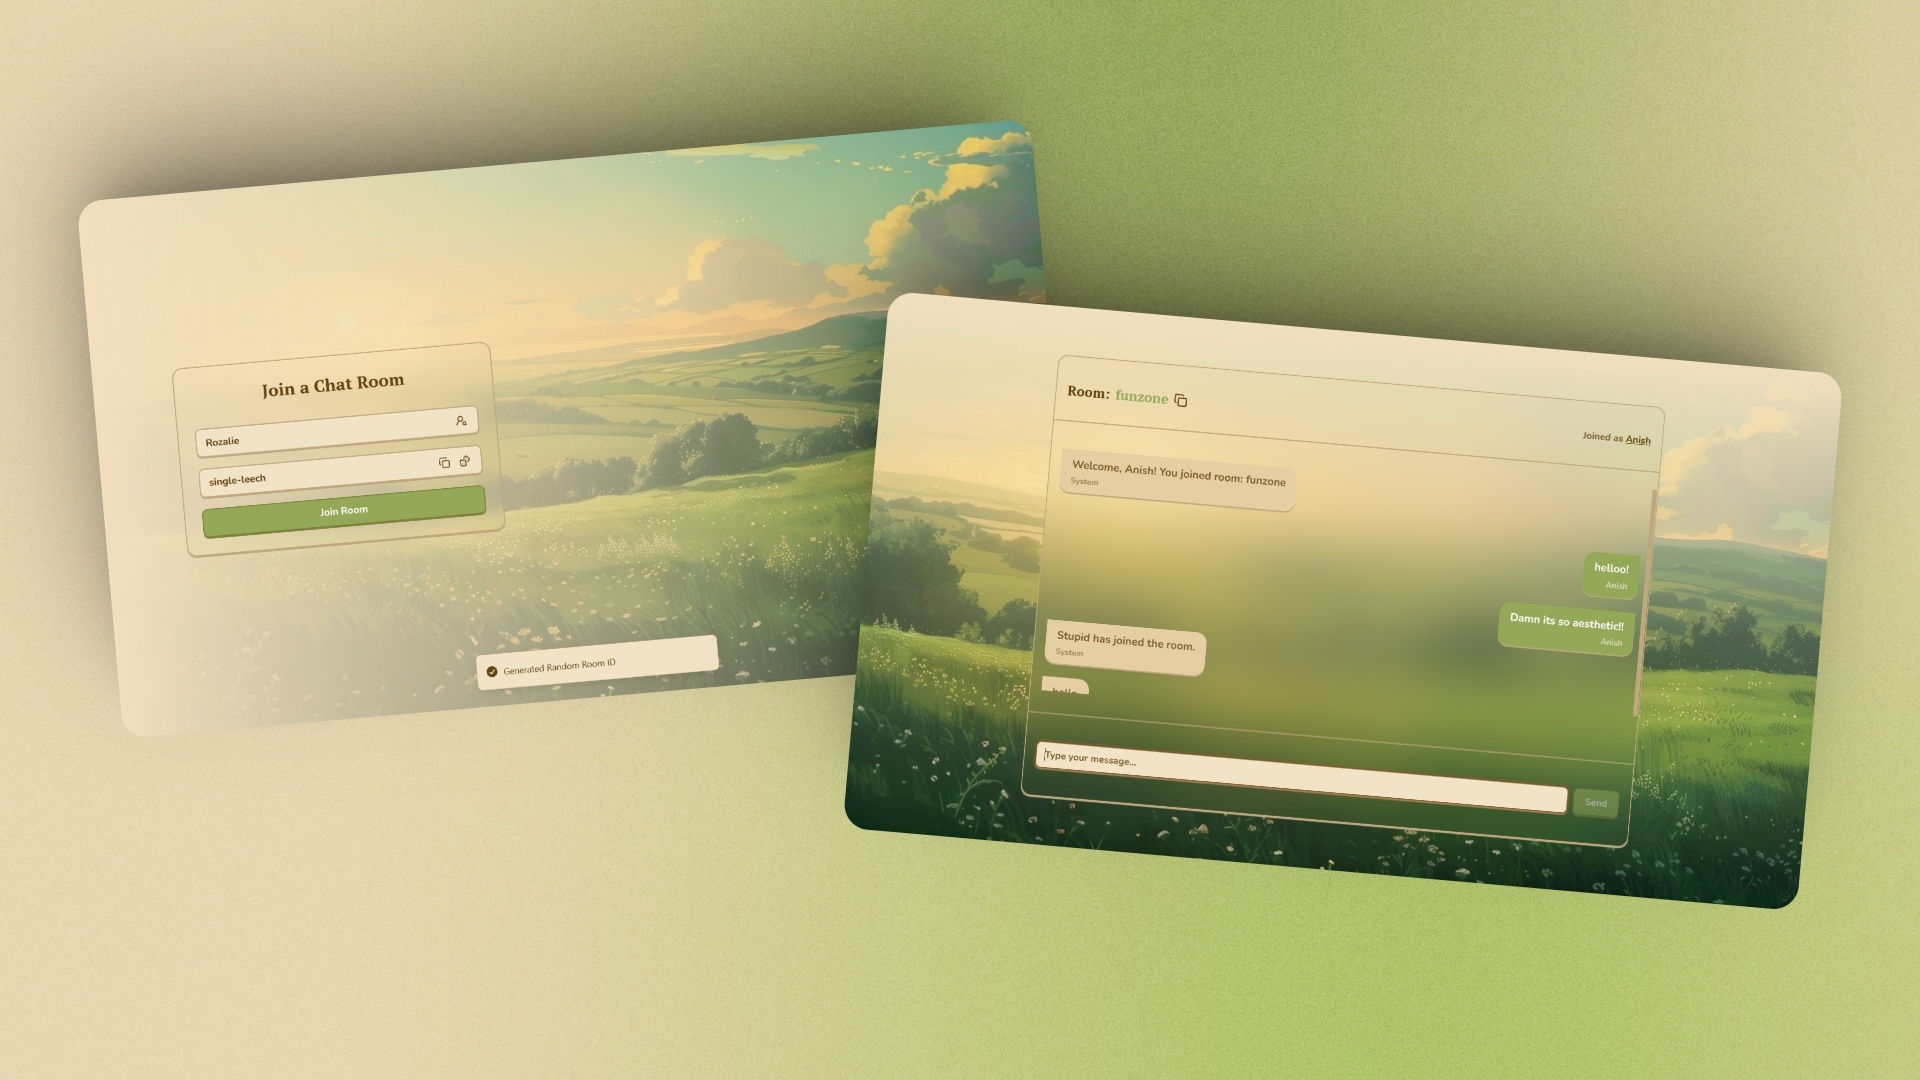 Join a Chat Room
Rozalie
single-leech
Join Room
Generated Random Room ID
Room: funzone
Joined as Anish
Welcome, Anish! You joined room: funzone
System
helloo!
Anish
Damn its so aesthetic!!
Anish
Stupid has joined the room.
System
hello
Type your message...
Send